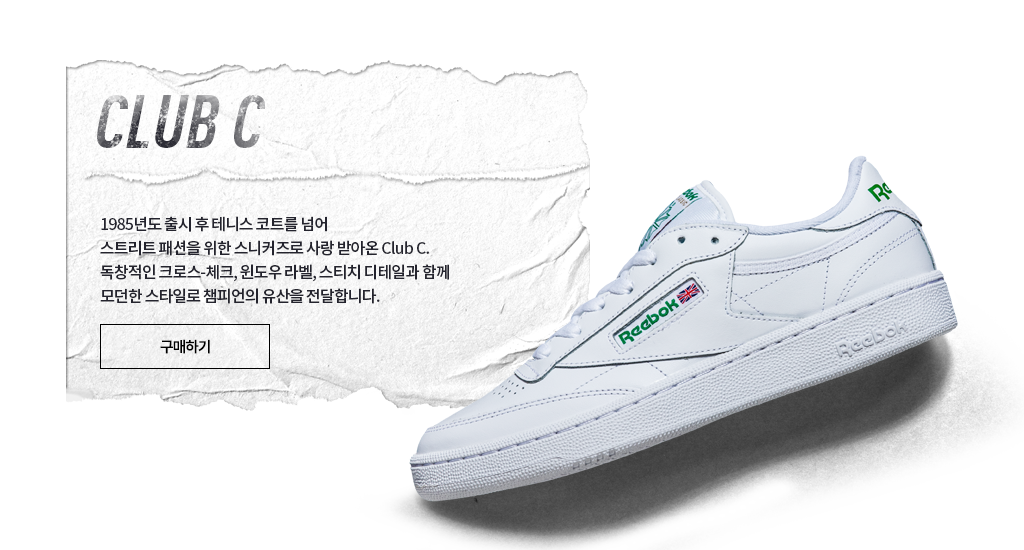 CLUB C
1985년도 출시 후 테니스 코트를 넘어
스트리트 패션을 위한 스니커즈로 사랑 받아온 Club C.
독창적인 크로스-체크, 윈도우 라벨, 스티치 디테일과 함께
모던한 스타일로 챔피언의 유산을 전달합니다.
구매하기
Reebok
Reebok
Reebok